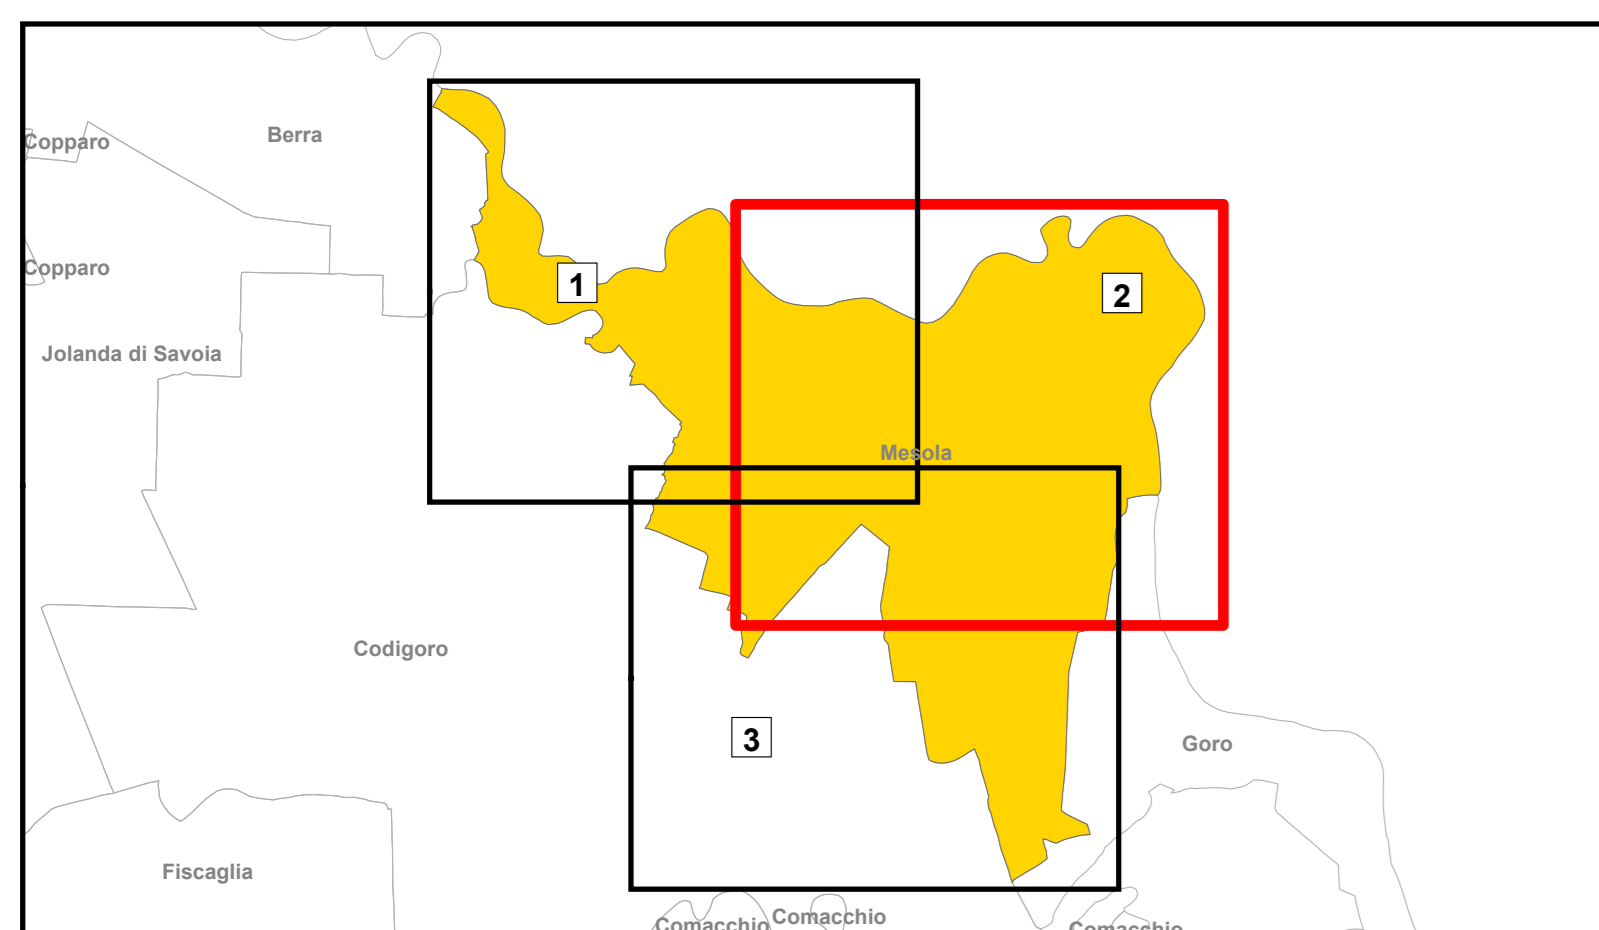 Berra
Copparo
Copparo
1
2
Jolanda di Savoia
Mesola
Codigoro
3
Goro
Fiscaglia
Comacchio
Comacchio
Comacchio